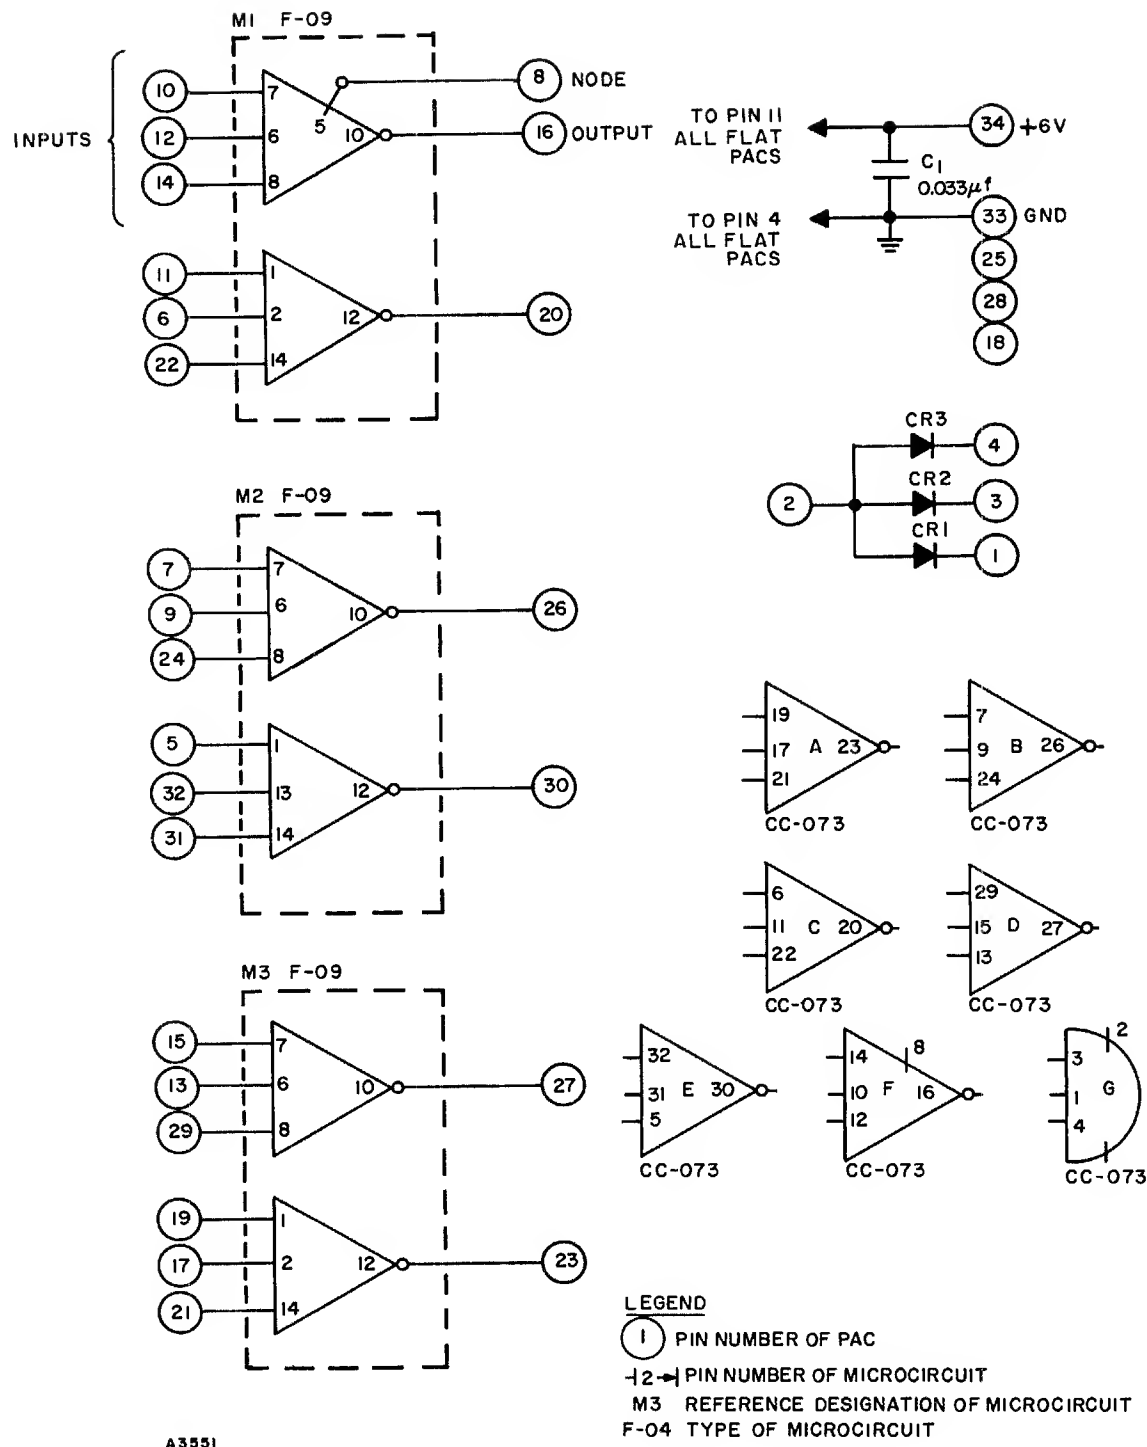 M1 F-09
INPUTS
10
12
14
7
6
8
5
10
8 NODE
16 OUTPUT
11
6
22
1
2
14
12
20
TO PIN 11
ALL FLAT
PACS
34 +6V
C1
0.033µf
TO PIN 4
ALL FLAT
PACS
33 GND
25
28
18
2
CR3
4
CR2
3
CR1
1
M2 F-09
7
9
24
7
6
8
10
26
5
32
31
1
13
14
12
30
M3 F-09
15
13
29
7
6
8
10
27
19
17
21
1
2
14
12
23
19
17 A 23
21
CC-073
7
9 B 26
24
CC-073
6
11 C 20
22
CC-073
29
15 D 27
13
CC-073
32
31 E 30
5
CC-073
8
14
10 F 16
12
CC-073
2
3
1 G
4
CC-073
LEGEND
1 PIN NUMBER OF PAC
2 PIN NUMBER OF MICROCIRCUIT
M3 REFERENCE DESIGNATION OF MICROCIRCUIT
F-04 TYPE OF MICROCIRCUIT
A3551